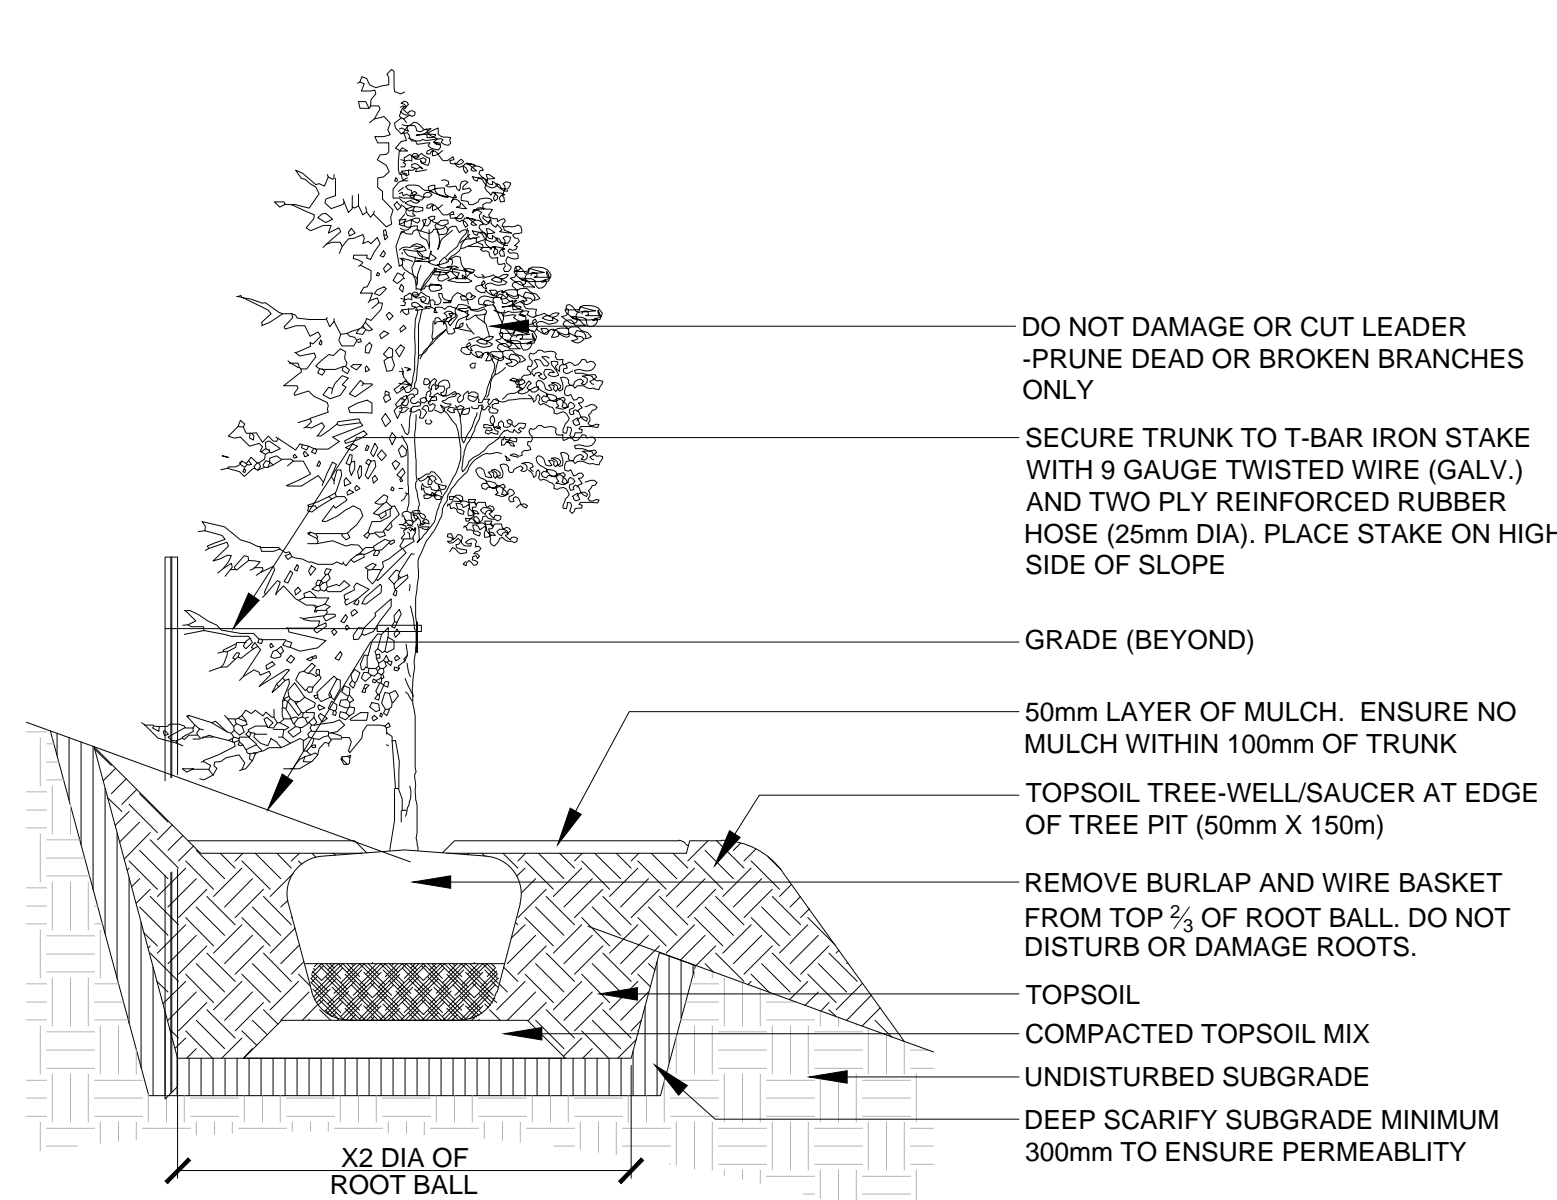 DO NOT DAMAGE OR CUT LEADER
-PRUNE DEAD OR BROKEN BRANCHES
ONLY
SECURE TRUNK TO T-BAR IRON STAKE
WITH 9 GAUGE TWISTED WIRE (GALV.)
AND TWO PLY REINFORCED RUBBER
HOSE (25mm DIA). PLACE STAKE ON HIGH
SIDE OF SLOPE
GRADE (BEYOND)
50mm LAYER OF MULCH.  ENSURE NO
MULCH WITHIN 100mm OF TRUNK
TOPSOIL TREE-WELL/SAUCER AT EDGE
OF TREE PIT (50mm X 150m)
REMOVE BURLAP AND WIRE BASKET
FROM TOP 2/3 OF ROOT BALL. DO NOT
DISTURB OR DAMAGE ROOTS.
TOPSOIL
COMPACTED TOPSOIL MIX
UNDISTURBED SUBGRADE
DEEP SCARIFY SUBGRADE MINIMUM
300mm TO ENSURE PERMEABLITY
X2 DIA OF
ROOT BALL